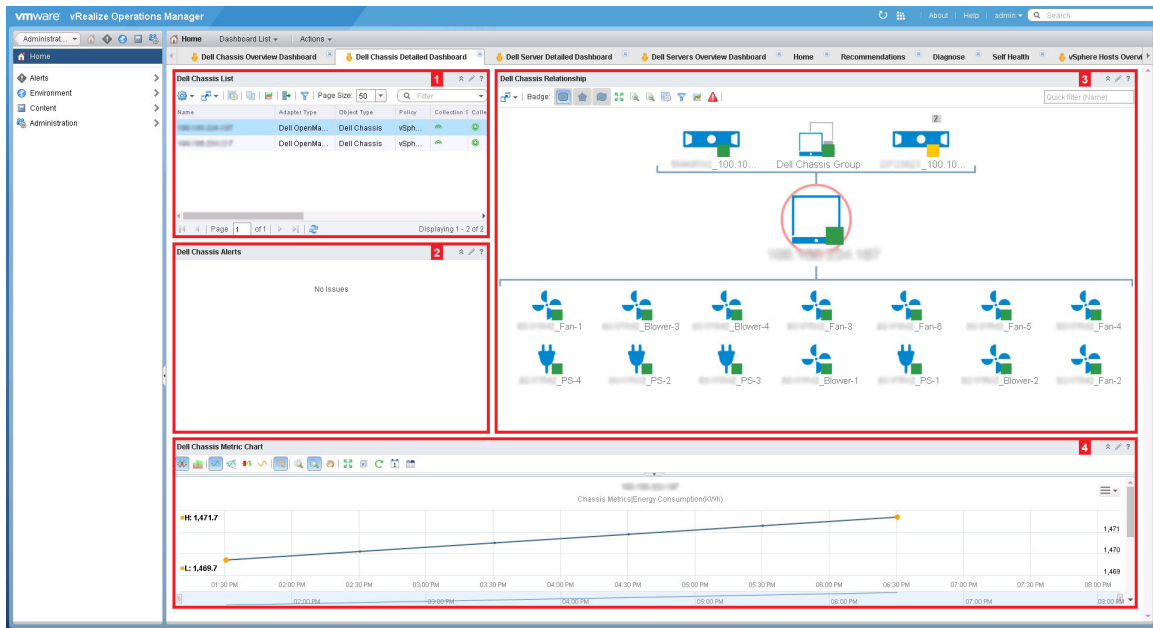 vmware vRealize Operations Manager
About Help admin Search
Administrat...
Home Dashboard List Actions
Home
Dell Chassis Overview Dashboard Dell Chassis Detailed Dashboard Dell Server Detailed Dashboard Dell Servers Overview Dashboard Home Recommendations Diagnose Self Health vSphere Hosts Overvi
Alerts
Environment
Content
Administration
Dell Chassis List 1 ?
Page Size: 50 Filter
Name Adapter Type Object Type Policy Collection S Colle
Dell OpenMa... Dell Chassis vSph...
Dell OpenMa... Dell Chassis vSph...
Page 1 of 1 Displaying 1 - 2 of 2
Dell Chassis Alerts 2 ?
No Issues
Dell Chassis Relationship 3 ?
Badge: Quick filter (Name)
2
_100.10... Dell Chassis Group _100.10...
_Fan-1 _Blower-3 _Blower-4 _Fan-3 _Fan-6 _Fan-5 _Fan-4
_PS-4 _PS-2 _PS-3 _Blower-1 _PS-1 _Blower-2 _Fan-2
Dell Chassis Metric Chart 4 ?
Chassis Metrics|Energy Consumption(KWh)
H: 1,471.7
1,471
1,470
L: 1,469.7
1,469
01:30 PM 02:00 PM 02:30 PM 03:00 PM 03:30 PM 04:00 PM 04:30 PM 05:00 PM 05:30 PM 06:00 PM 06:30 PM 07:00 PM 07:30 PM 08:00 PM
02:00 PM 03:00 PM 04:00 PM 05:00 PM 06:00 PM 07:00 PM 08:00 PM